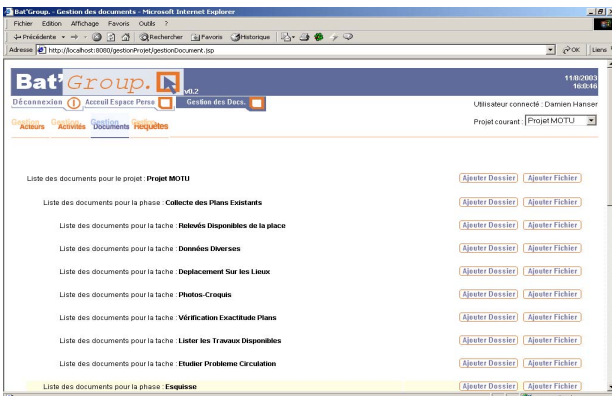 Bat'Group. - Gestion des documents - Microsoft Internet Explorer
Fichier Edition Affichage Favoris Outils ?
Précédente Rechercher Favoris Historique
Adresse http://localhost:8080/gestionProjet/gestionDocument.jsp OK Liens
Bat'Group. v0.2
11/8/2003
16:0:46
Déconnexion Acceuil Espace Perso Gestion des Docs.
Utilisateur connecté : Damien Hanser
Gestion Acteurs Gestion Activités Gestion Documents Gestion Requêtes
Projet courant : Projet MOTU
Liste des documents pour le projet : Projet MOTU Ajouter Dossier Ajouter Fichier
Liste des documents pour la phase : Collecte des Plans Existants Ajouter Dossier Ajouter Fichier
Liste des documents pour la tache : Relevés Disponibles de la place Ajouter Dossier Ajouter Fichier
Liste des documents pour la tache : Données Diverses Ajouter Dossier Ajouter Fichier
Liste des documents pour la tache : Deplacement Sur les Lieux Ajouter Dossier Ajouter Fichier
Liste des documents pour la tache : Photos-Croquis Ajouter Dossier Ajouter Fichier
Liste des documents pour la tache : Vérification Exactitude Plans Ajouter Dossier Ajouter Fichier
Liste des documents pour la tache : Lister les Travaux Disponibles Ajouter Dossier Ajouter Fichier
Liste des documents pour la tache : Etudier Probleme Circulation Ajouter Dossier Ajouter Fichier
Liste des documents pour la phase : Esquisse Ajouter Dossier Ajouter Fichier